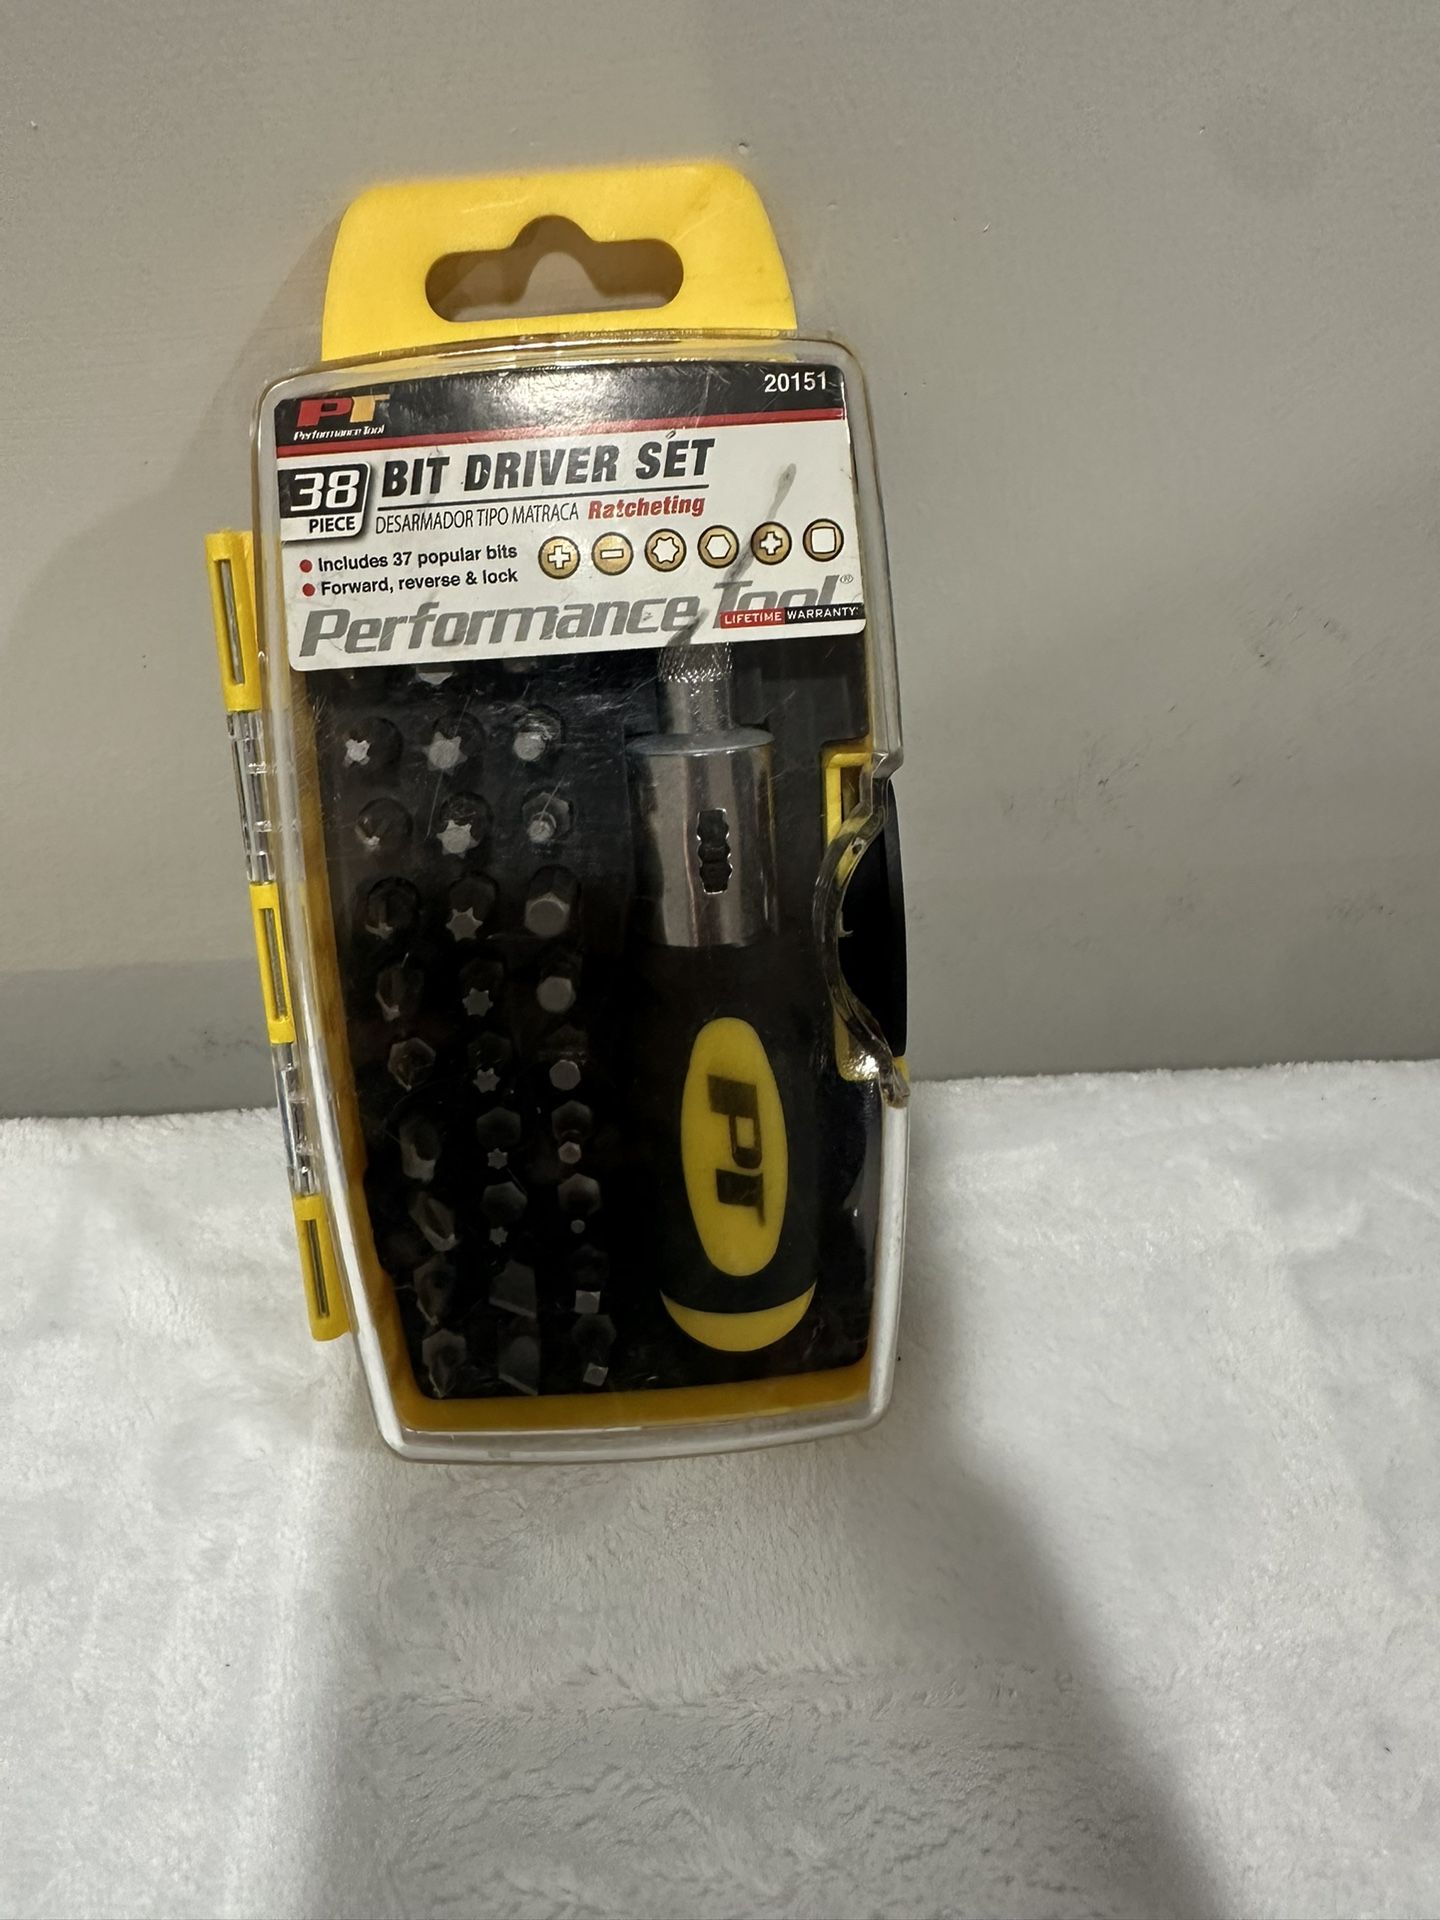 20151
PT
Performance Tool
38 PIECE
BIT DRIVER SET
DESARMADOR TIPO MATRACA Ratcheting
• Includes 37 popular bits
• Forward, reverse & lock
Performance Tool®
LIFETIME WARRANTY
PT